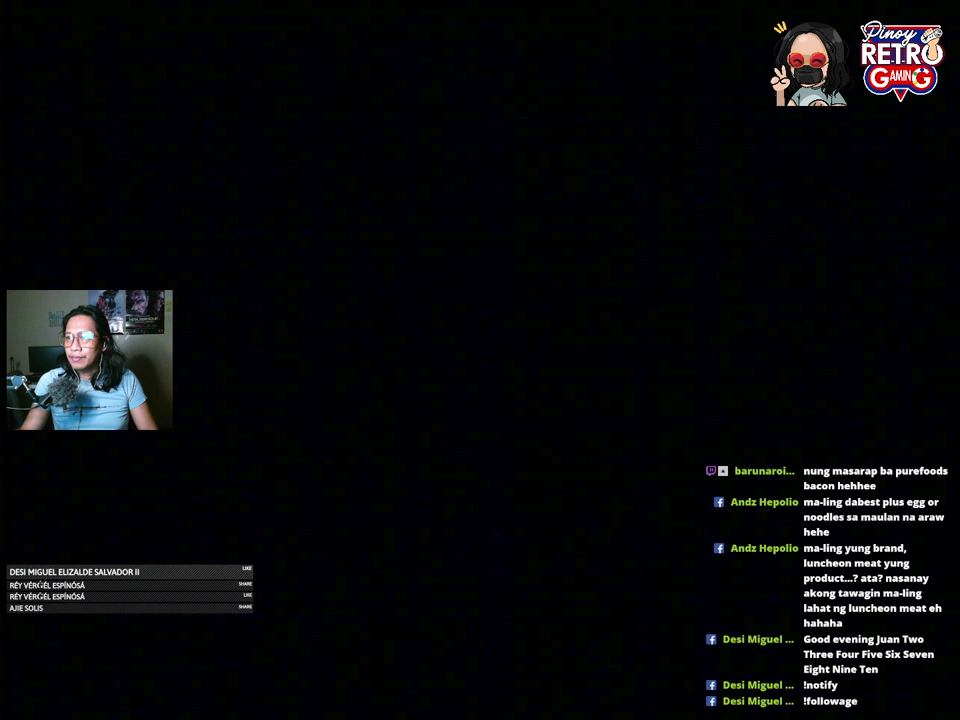 Pinoy
RETRO
GAMING
barunaroi... nung masarap ba purefoods
bacon hehhee
Andz Hepolio ma-ling dabest plus egg or
noodles sa maulan na araw
hehe
Andz Hepolio ma-ling yung brand,
luncheon meat yung
product...? ata? nasanay
akong tawagin ma-ling
lahat ng luncheon meat eh
hahaha
Desi Miguel ... Good evening Juan Two
Three Four Five Six Seven
Eight Nine Ten
Desi Miguel ... !notify
Desi Miguel ... !followage
DESI MIGUEL ELIZALDE SALVADOR II LIKE
RÉY VÉRGÉL ESPÍNÓSÁ SHARE
RÉY VÉRGÉL ESPÍNÓSÁ LIKE
AJIE SOLIS SHARE